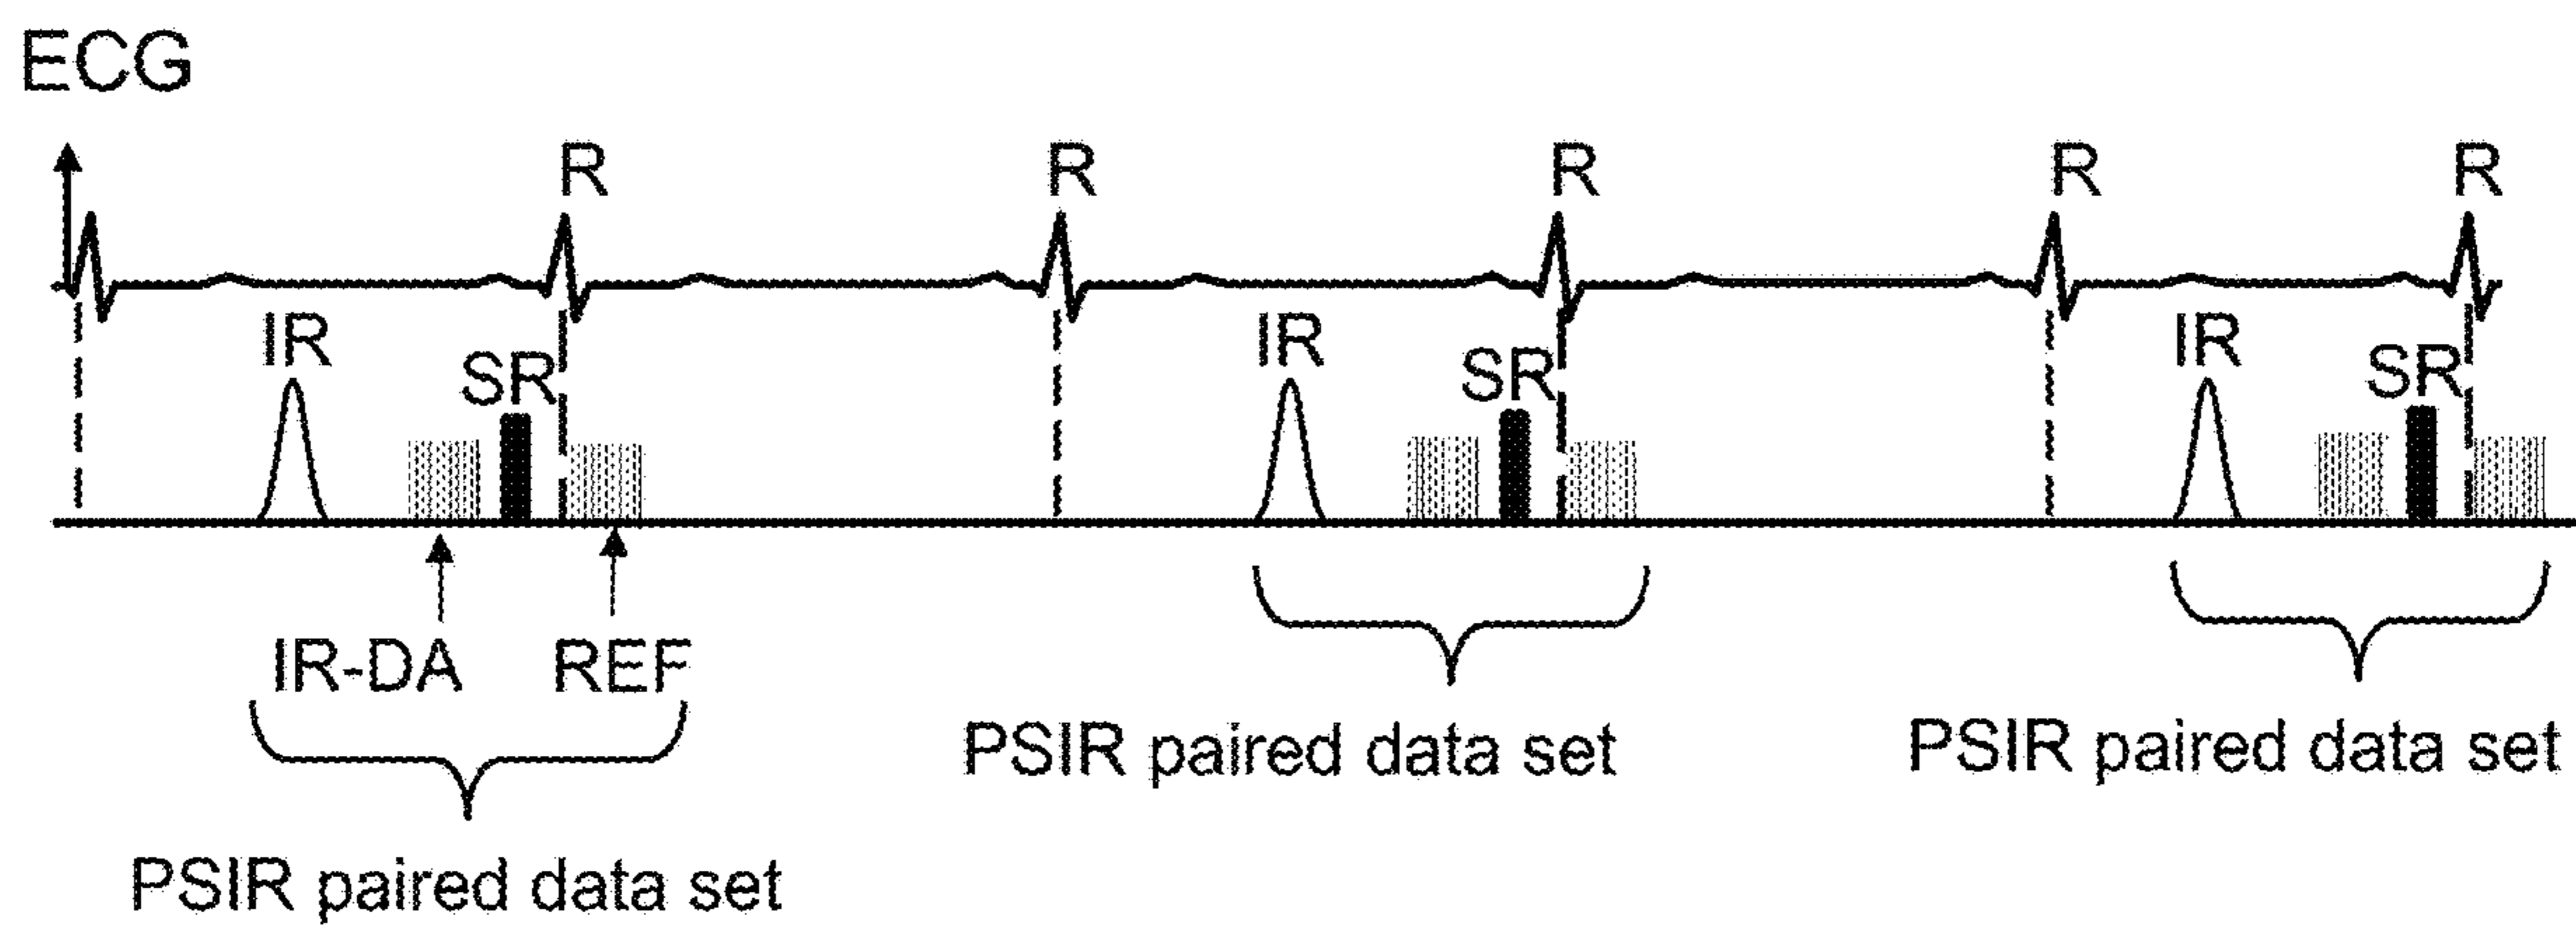 ECG
R R R R R
IR IR IR
SR SR SR
IR-DA REF
PSIR paired data set PSIR paired data set
PSIR paired data set